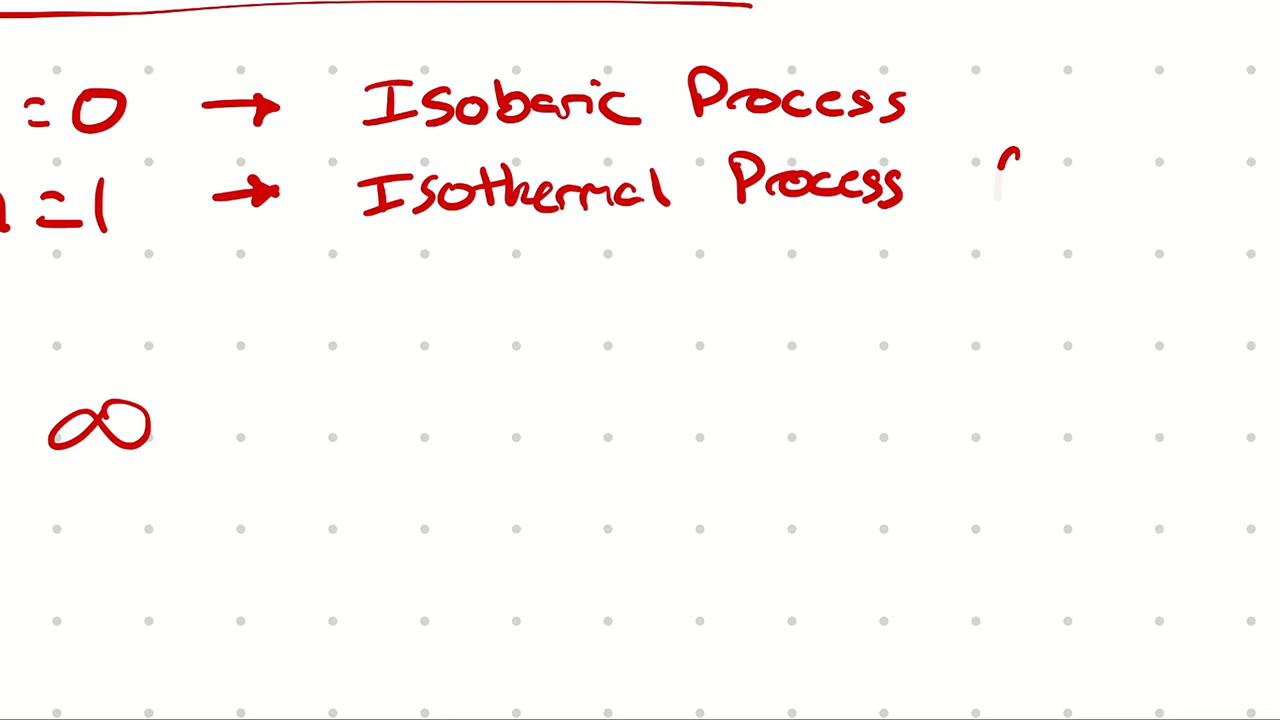 =0 → Isobaric Process
n=1 → Isothermal Process (
∞